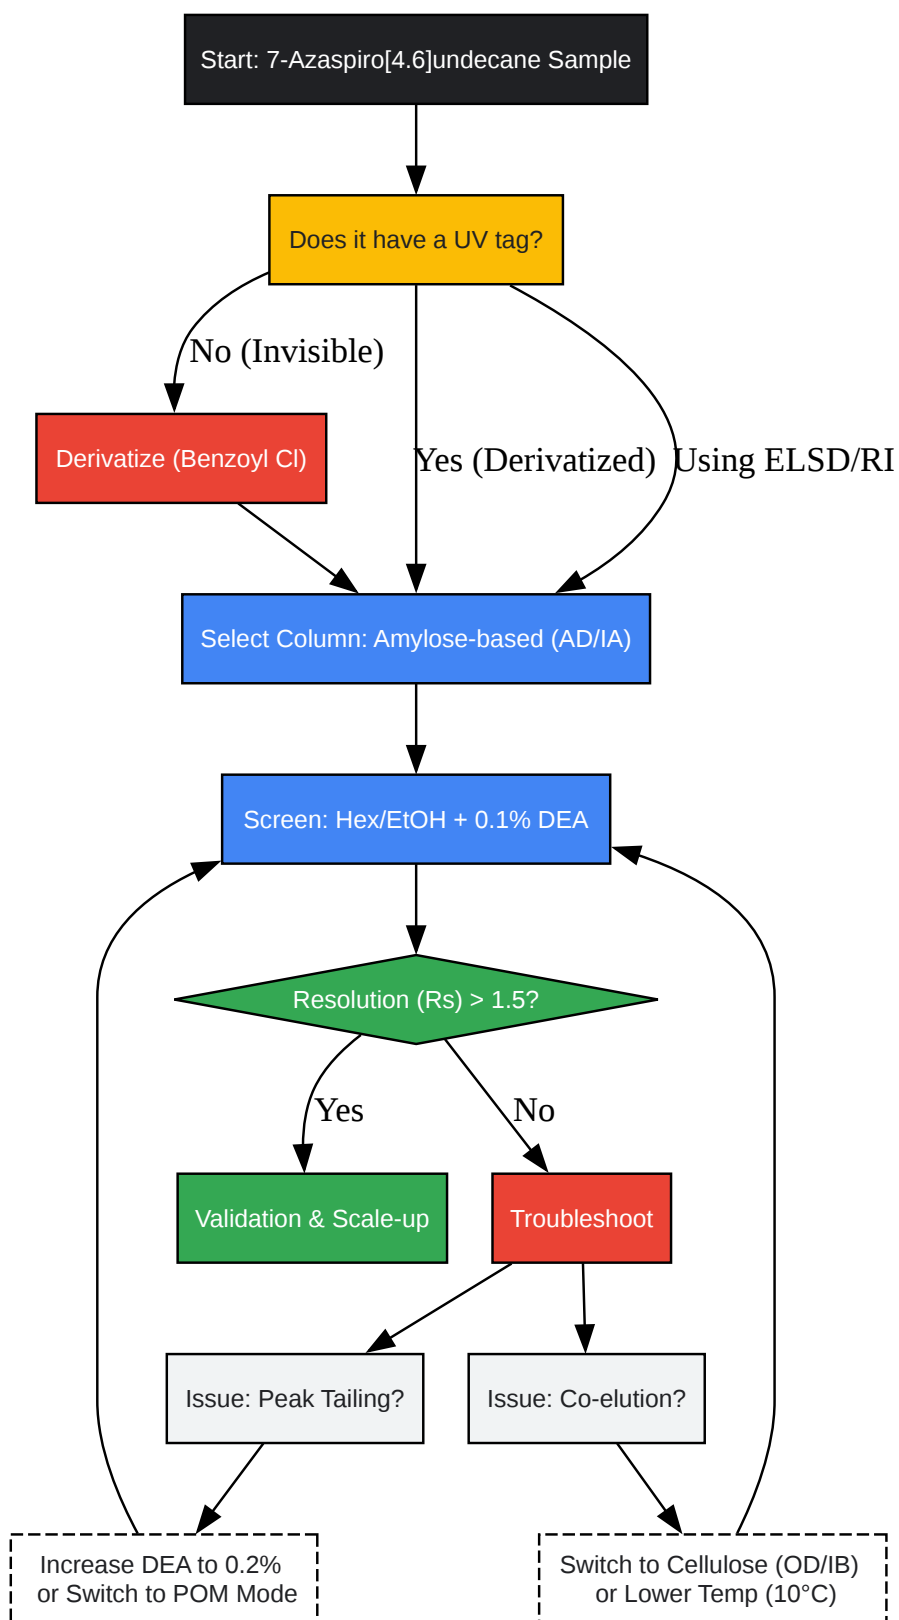 Start: 7-Azaspiro[4.6]undecane Sample
Does it have a UV tag?
No (Invisible)
Derivatize (Benzoyl Cl)
Yes (Derivatized)
Using ELSD/RI
Select Column: Amylose-based (AD/IA)
Screen: Hex/EtOH + 0.1% DEA
Resolution (Rs) > 1.5?
Yes
No
Validation & Scale-up
Troubleshoot
Issue: Peak Tailing?
Issue: Co-elution?
Increase DEA to 0.2%
or Switch to POM Mode
Switch to Cellulose (OD/IB)
or Lower Temp (10°C)